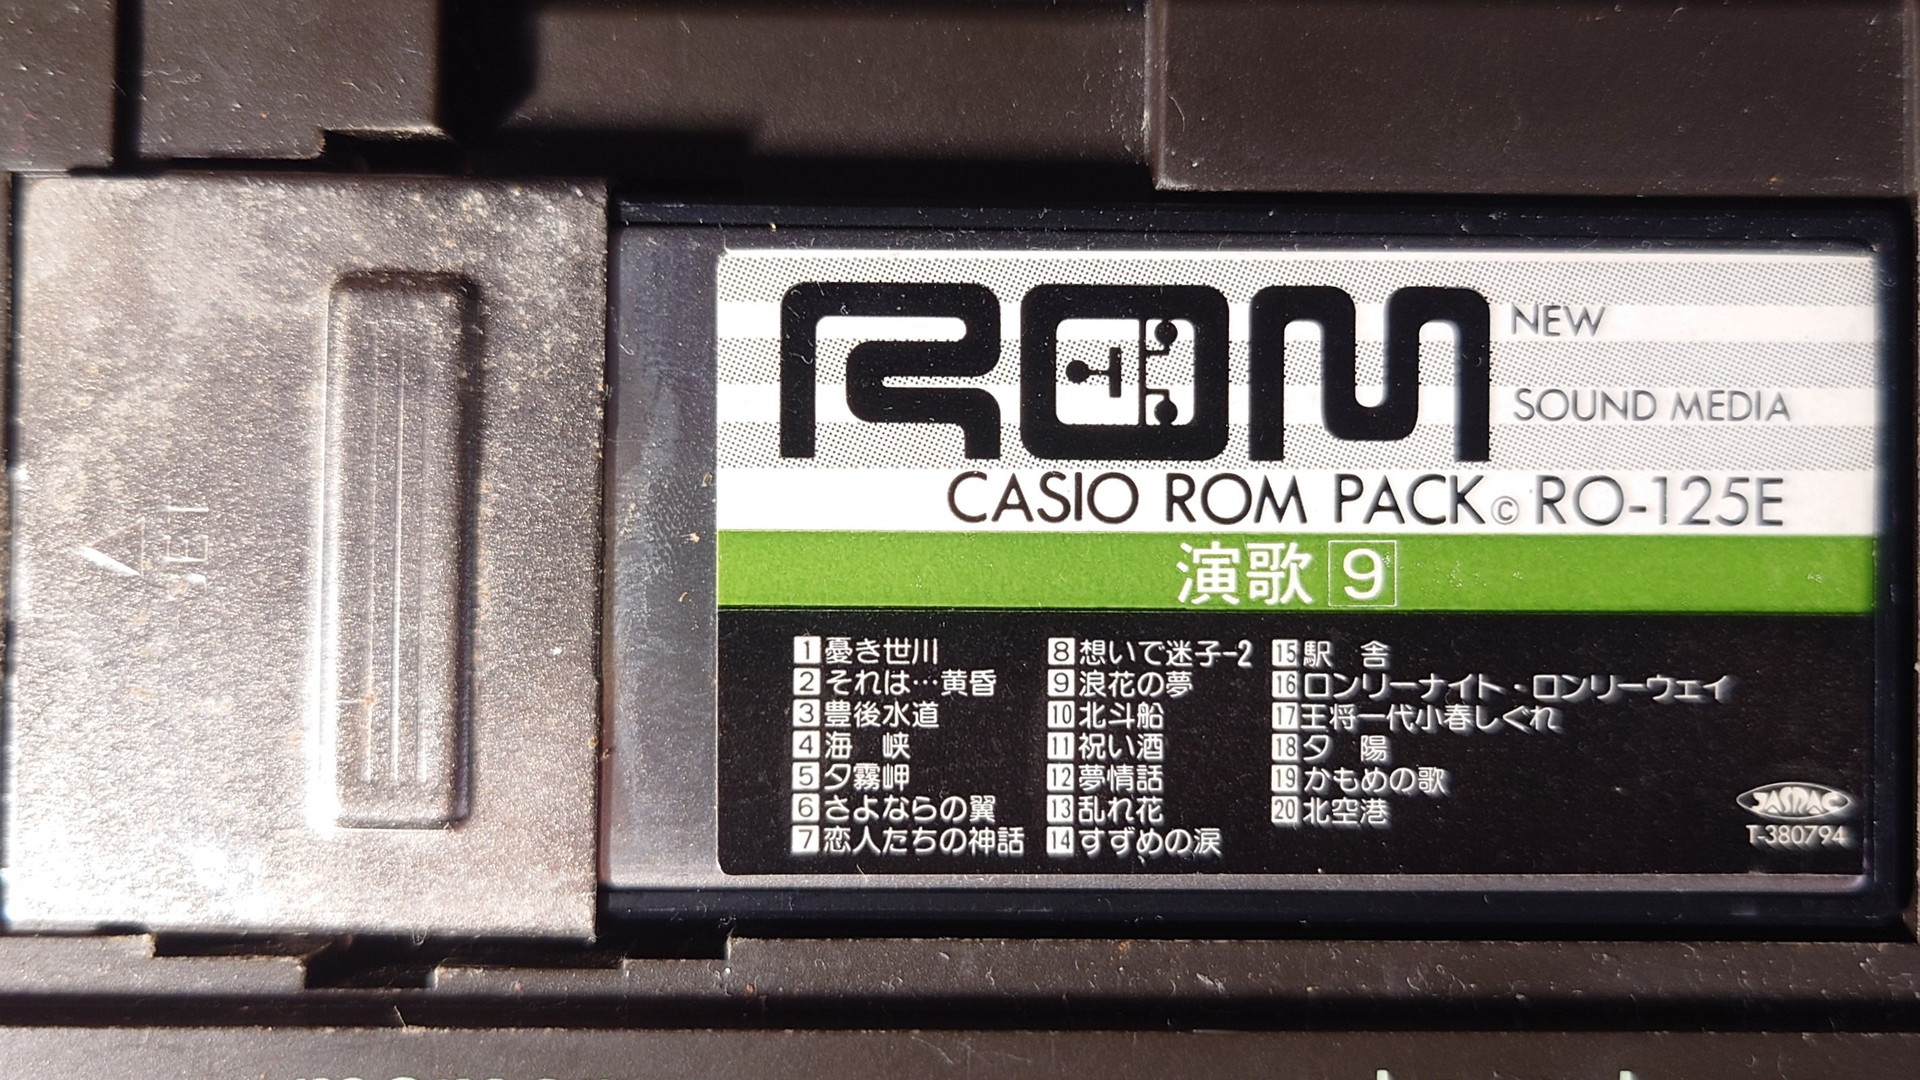 NEW
ROM
SOUND MEDIA
CASIO ROM PACK © RO-125E
演歌 9
1 憂き世川
2 それは…黄昏
3 豊後水道
4 海　峡
5 夕霧岬
6 さよならの翼
7 恋人たちの神話
8 想いで迷子-2
9 浪花の夢
10 北斗船
11 祝い酒
12 夢情話
13 乱れ花
14 すずめの涙
15 駅　舎
16 ロンリーナイト・ロンリーウェイ
17 王将一代小春しぐれ
18 夕　陽
19 かもめの歌
20 北空港
JASRAC
T-380794